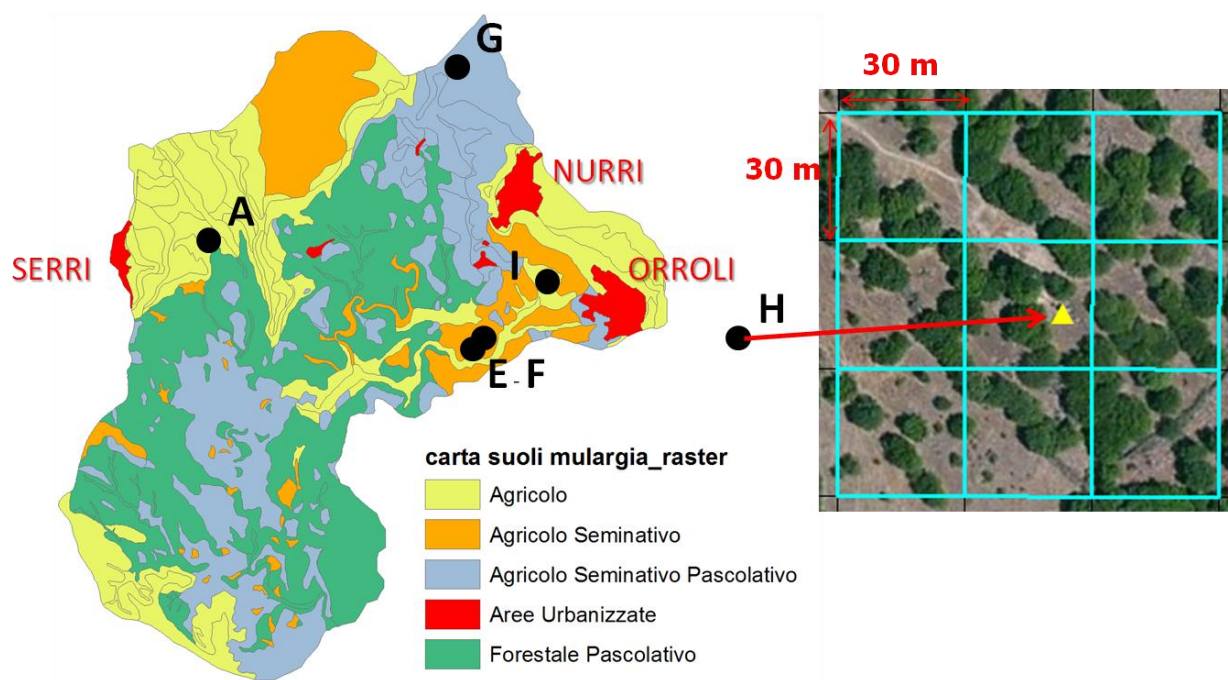 G
30 m
30 m
NURRI
A
SERRI
I
ORROLI
H
E - F
carta suoli mulargia_raster
Agricolo
Agricolo Seminativo
Agricolo Seminativo Pascolativo
Aree Urbanizzate
Forestale Pascolativo